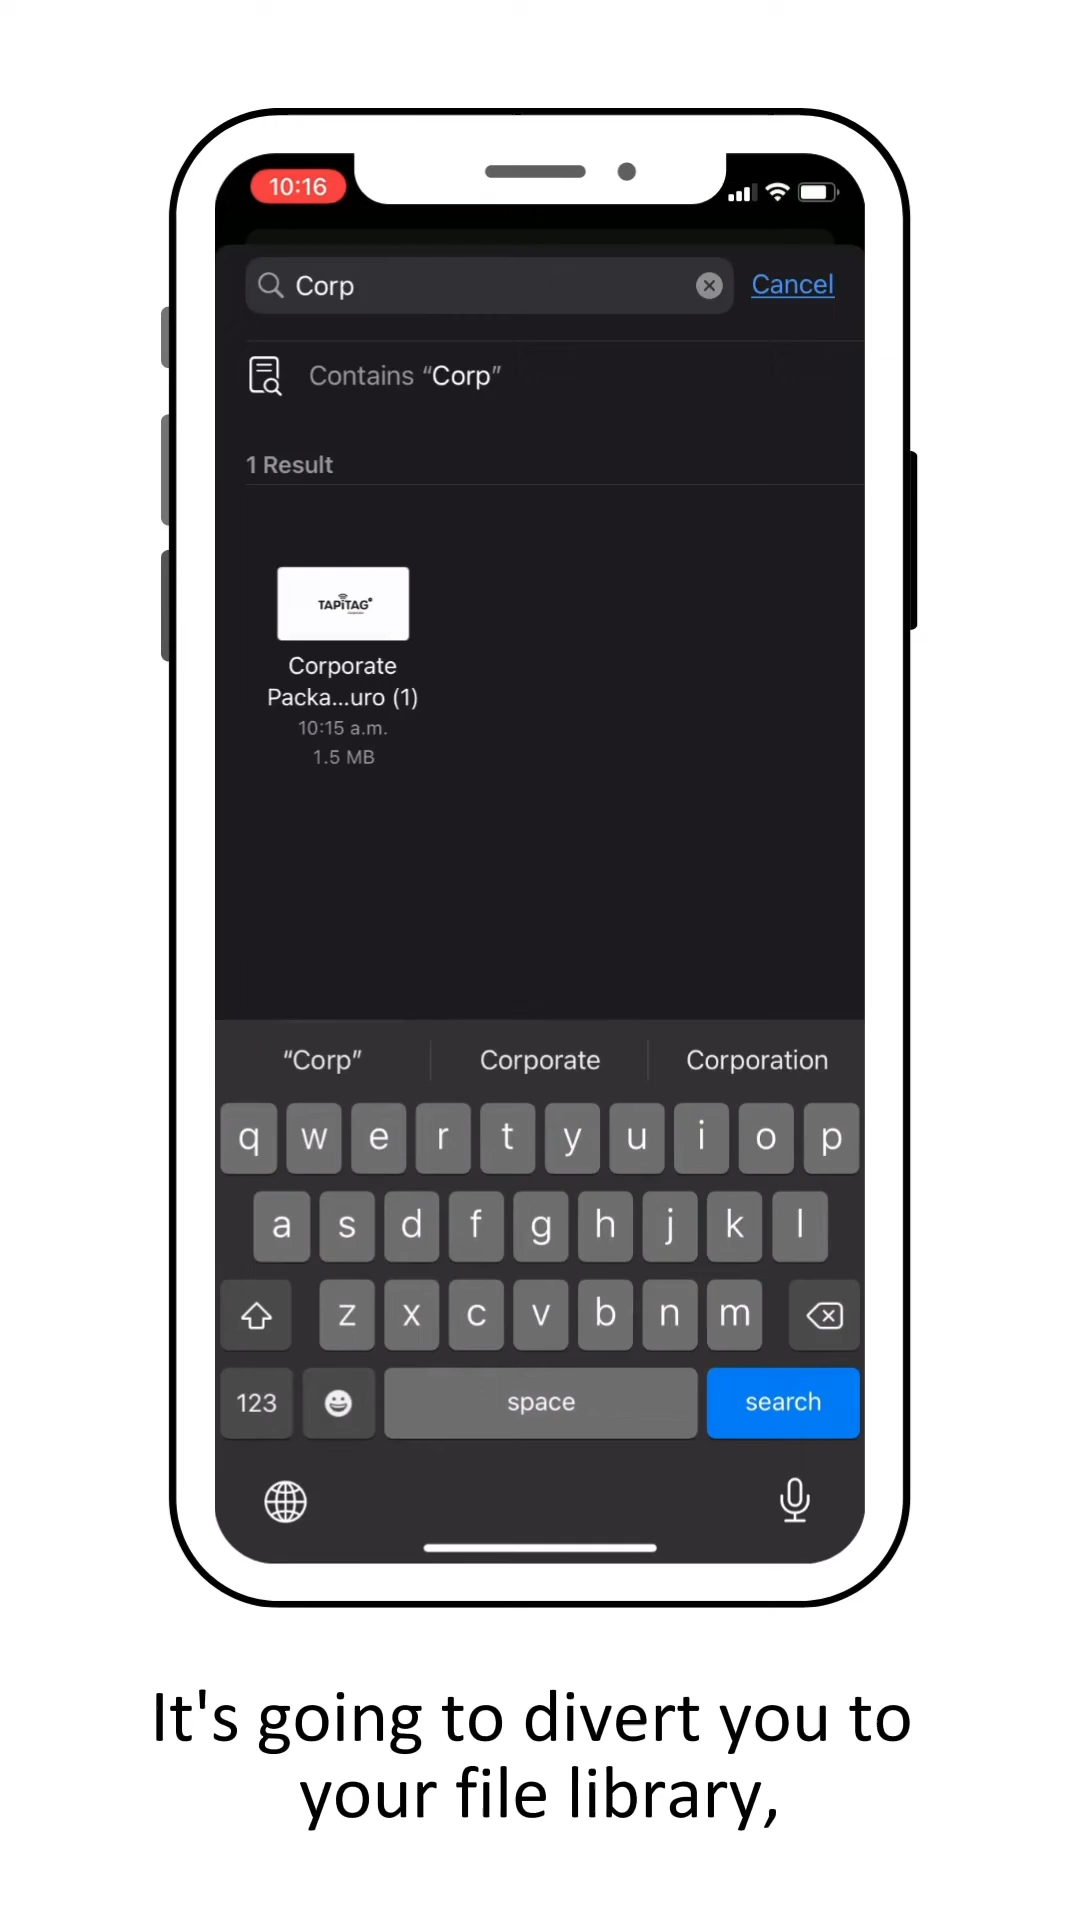 10:16
Corp
Cancel
Contains “Corp”
1 Result
TAPiTAG
Corporate
Packa...uro (1)
10:15 a.m.
1.5 MB
“Corp” Corporate Corporation
q w e r t y u i o p
a s d f g h j k l
z x c v b n m
123 space search
It's going to divert you to
your file library,